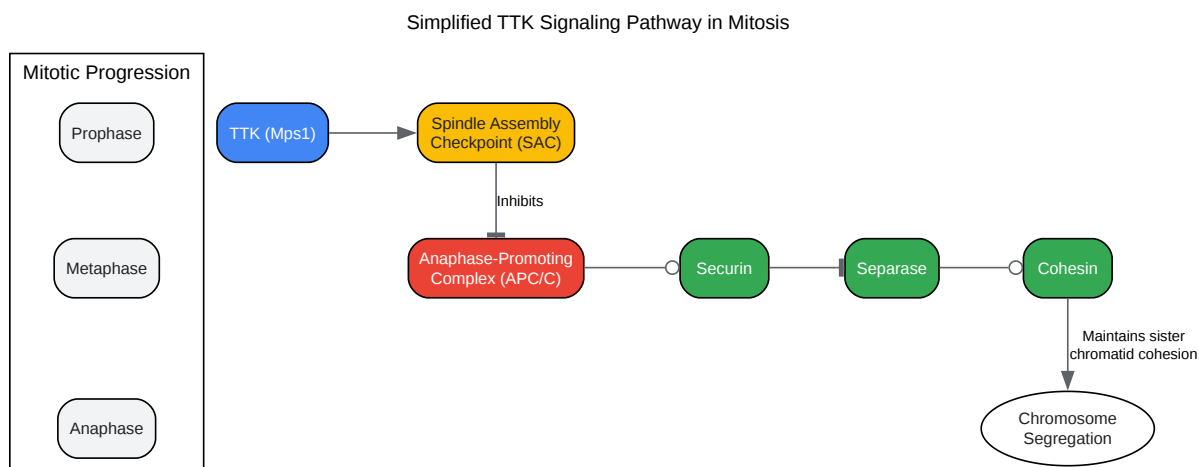 Simplified TTK Signaling Pathway in Mitosis
Mitotic Progression
Prophase
TTK (Mps1)
Spindle Assembly
Checkpoint (SAC)
Inhibits
Metaphase
Anaphase-Promoting
Complex (APC/C)
Securin
Separase
Cohesin
Maintains sister
chromatid cohesion
Anaphase
Chromosome
Segregation